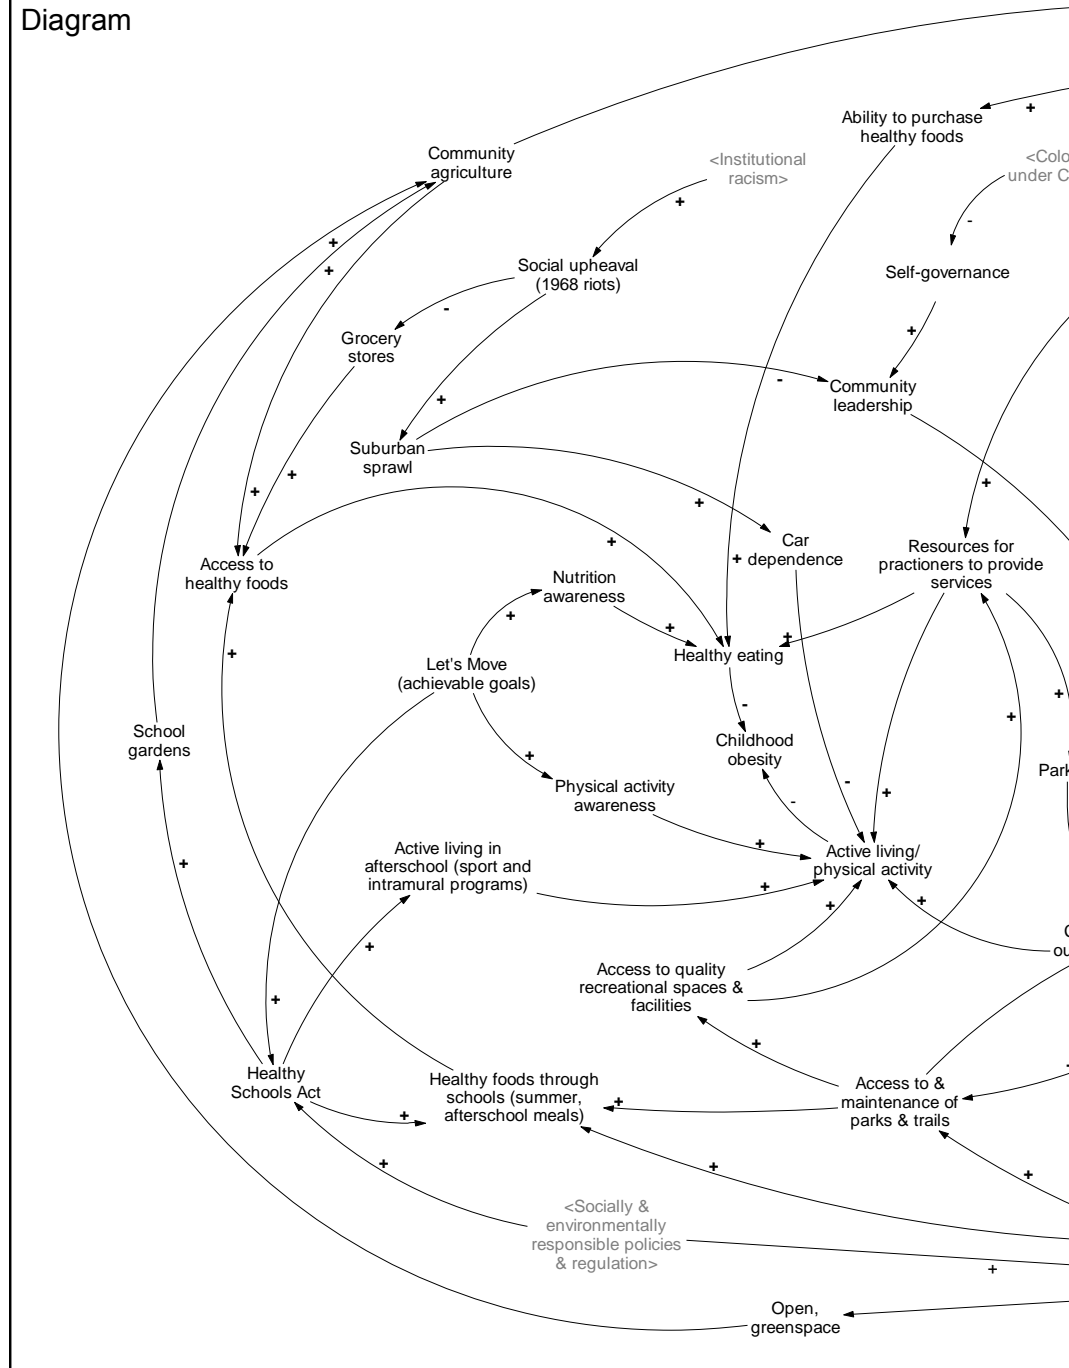 Diagram
Ability to purchase
healthy foods
+
Community
agriculture
<Institutional
racism>
+
<Colo
under C
-
Self-governance
+
+
+
Social upheaval
(1968 riots)
-
Grocery
stores
+
Community
leadership
-
+
Suburban
sprawl
+
+
+
+
+
Car
dependence
+
Resources for
practioners to provide
services
Access to
healthy foods
+
Nutrition
awareness
+
+
+
Healthy eating
+
Let's Move
(achievable goals)
-
+
+
School
gardens
Childhood
obesity
+
Park
Physical activity
awareness
-
-
+
+
+
Active living in
afterschool (sport and
intramural programs)
+
Active living/
physical activity
+
+
+
C
ou
Access to quality
recreational spaces &
facilities
+
+
Healthy
Schools Act
Healthy foods through
schools (summer,
afterschool meals)
+
+
Access to &
maintenance of
parks & trails
+
+
+
<Socially &
environmentally
responsible policies
& regulation>
+
Open,
greenspace